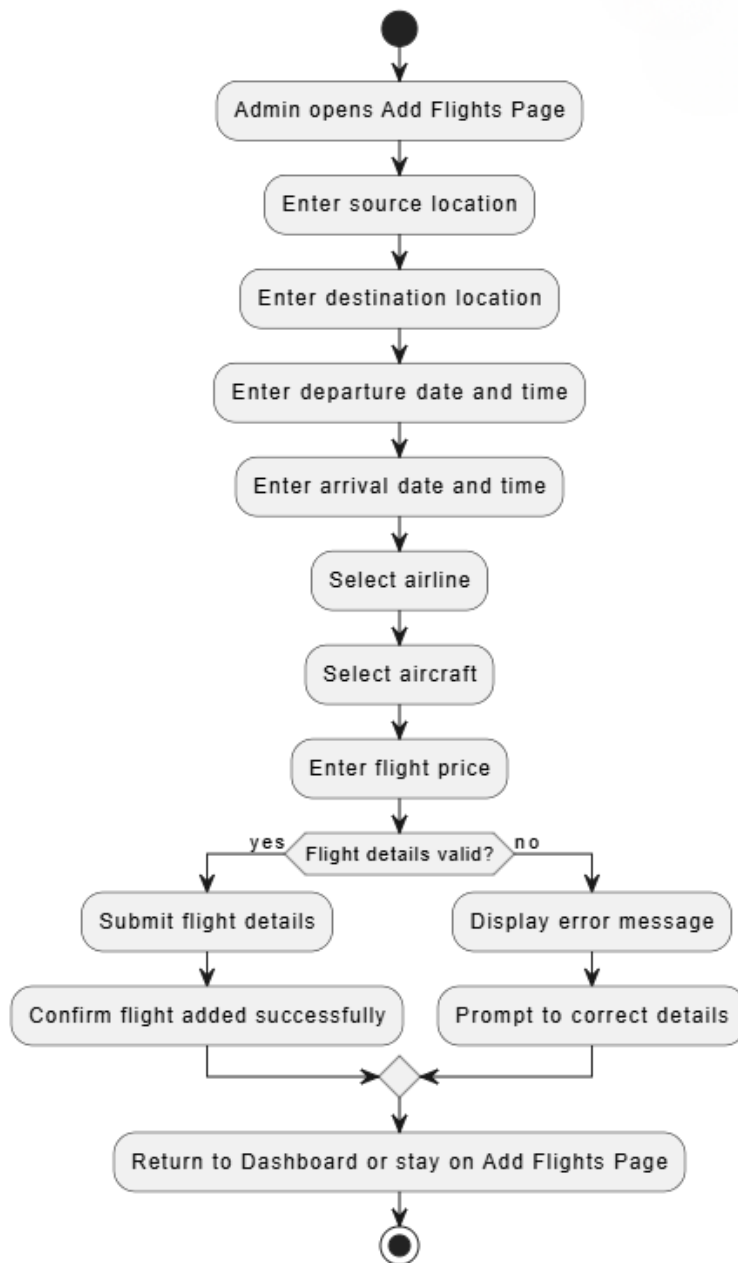 Admin opens Add Flights Page
Enter source location
Enter destination location
Enter departure date and time
Enter arrival date and time
Select airline
Select aircraft
Enter flight price
yes
Flight details valid?
no
Submit flight details
Display error message
Confirm flight added successfully
Prompt to correct details
Return to Dashboard or stay on Add Flights Page